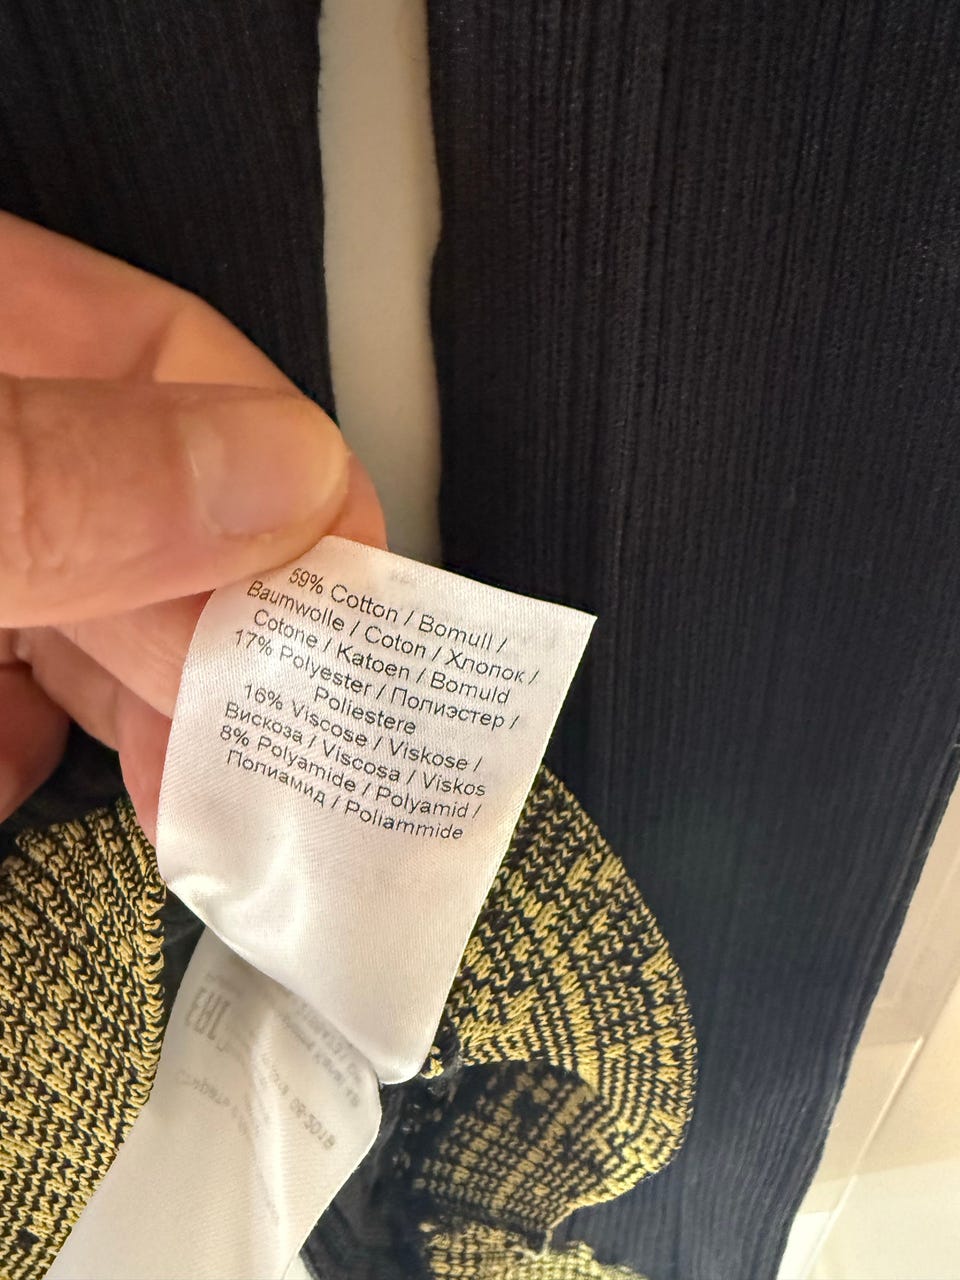 59% Cotton / Bomull /
Baumwolle / Coton / Хлопок /
Cotone / Katoen / Bomuld
17% Polyester / Полиэстер /
Poliestere
16% Viscose / Viskose /
Вискоза / Viscosa / Viskos
8% Polyamide / Polyamid /
Полиамид / Poliammide